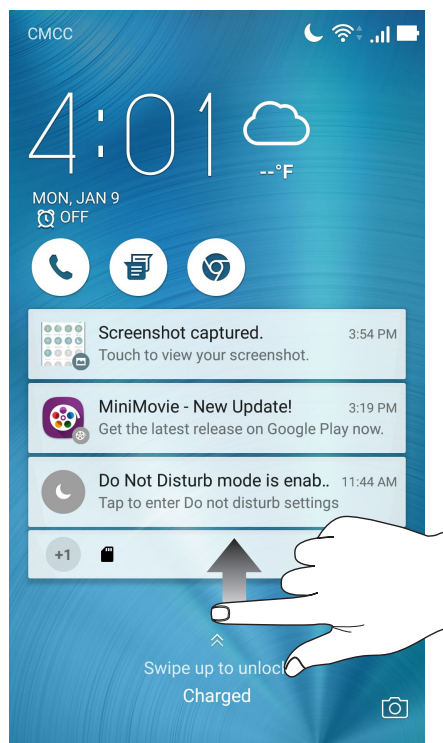 CMCC
4:01
--°F
MON, JAN 9
OFF
Screenshot captured. 3:54 PM
Touch to view your screenshot.
MiniMovie - New Update! 3:19 PM
Get the latest release on Google Play now.
Do Not Disturb mode is enab.. 11:44 AM
Tap to enter Do not disturb settings
+1
Swipe up to unloc
Charged